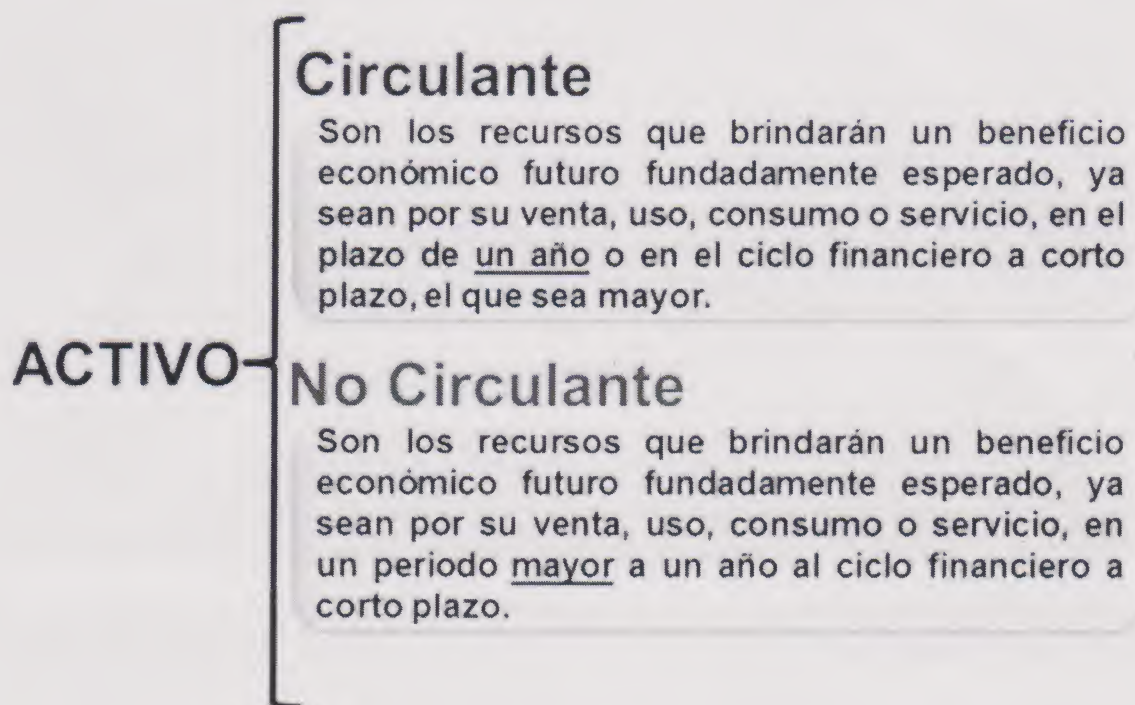 Circulante
Son los recursos que brindarán un beneficio
económico futuro fundadamente esperado, ya
sean por su venta, uso, consumo o servicio, en el
plazo de un año o en el ciclo financiero a corto
plazo, el que sea mayor.
ACTIVO
No Circulante
Son los recursos que brindarán un beneficio
económico futuro fundadamente esperado, ya
sean por su venta, uso, consumo o servicio, en
un periodo mayor a un año al ciclo financiero a
corto plazo.